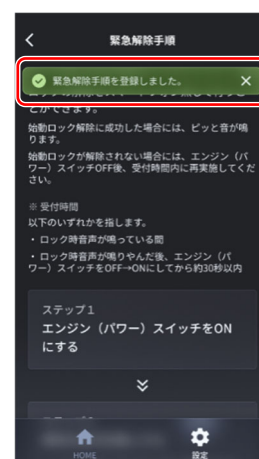 緊急解除手順
緊急解除手順を登録しました。
とができます。
始動ロック解除に成功した場合には、ピッと音が鳴
ります。
始動ロックが解除されない場合には、エンジン（パ
ワー）スイッチOFF後、受付時間内に再実施してくだ
さい。
※ 受付時間
以下のいずれかを指します。
・ロック時音声が鳴っている間
・ロック時音声が鳴りやんだ後、エンジン（パ
ワー）スイッチをOFF→ONにしてから約30秒以内
ステップ1
エンジン（パワー）スイッチをON
にする
HOME
設定